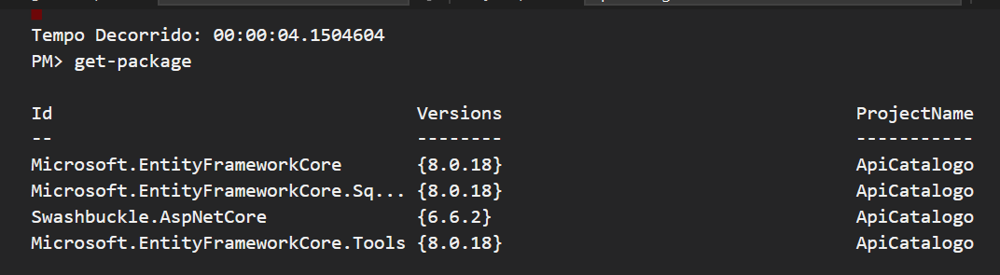 Tempo Decorrido: 00:00:04.1504604
PM> get-package
Id Versions ProjectName
-- -------- -----------
Microsoft.EntityFrameworkCore {8.0.18} ApiCatalogo
Microsoft.EntityFrameworkCore.Sq... {8.0.18} ApiCatalogo
Swashbuckle.AspNetCore {6.6.2} ApiCatalogo
Microsoft.EntityFrameworkCore.Tools {8.0.18} ApiCatalogo